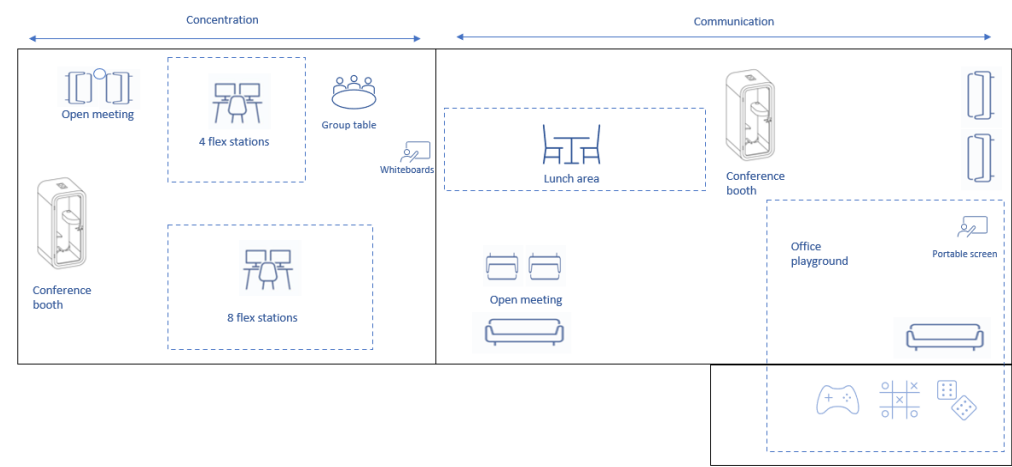 Concentration
Communication
Open meeting
4 flex stations
Group table
Whiteboards
Conference
booth
8 flex stations
Lunch area
Conference
booth
Office
playground
Portable screen
Open meeting